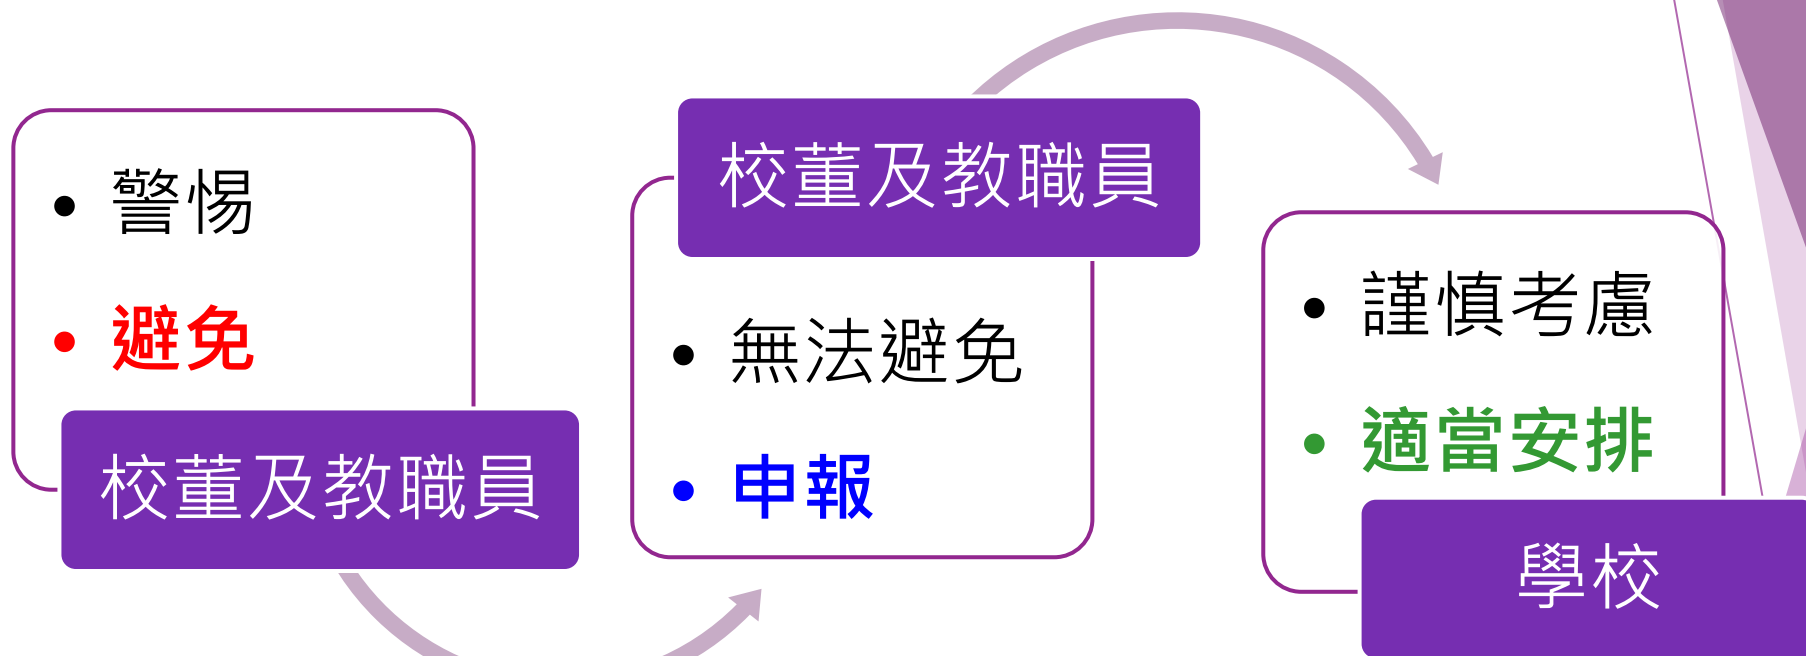 • 警惕
• 避免
校董及教職員
校董及教職員
• 無法避免
• 申報
• 謹慎考慮
• 適當安排
學校